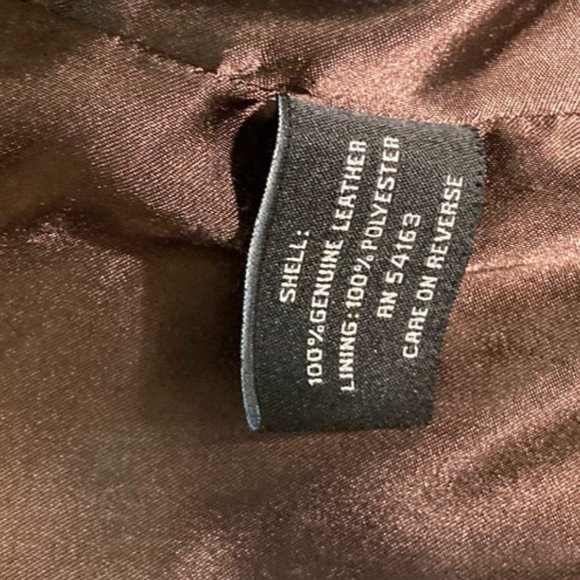 SHELL:
100%GENUINE LEATHER
LINING:100% POLYESTER
RN 54163
CARE ON REVERSE